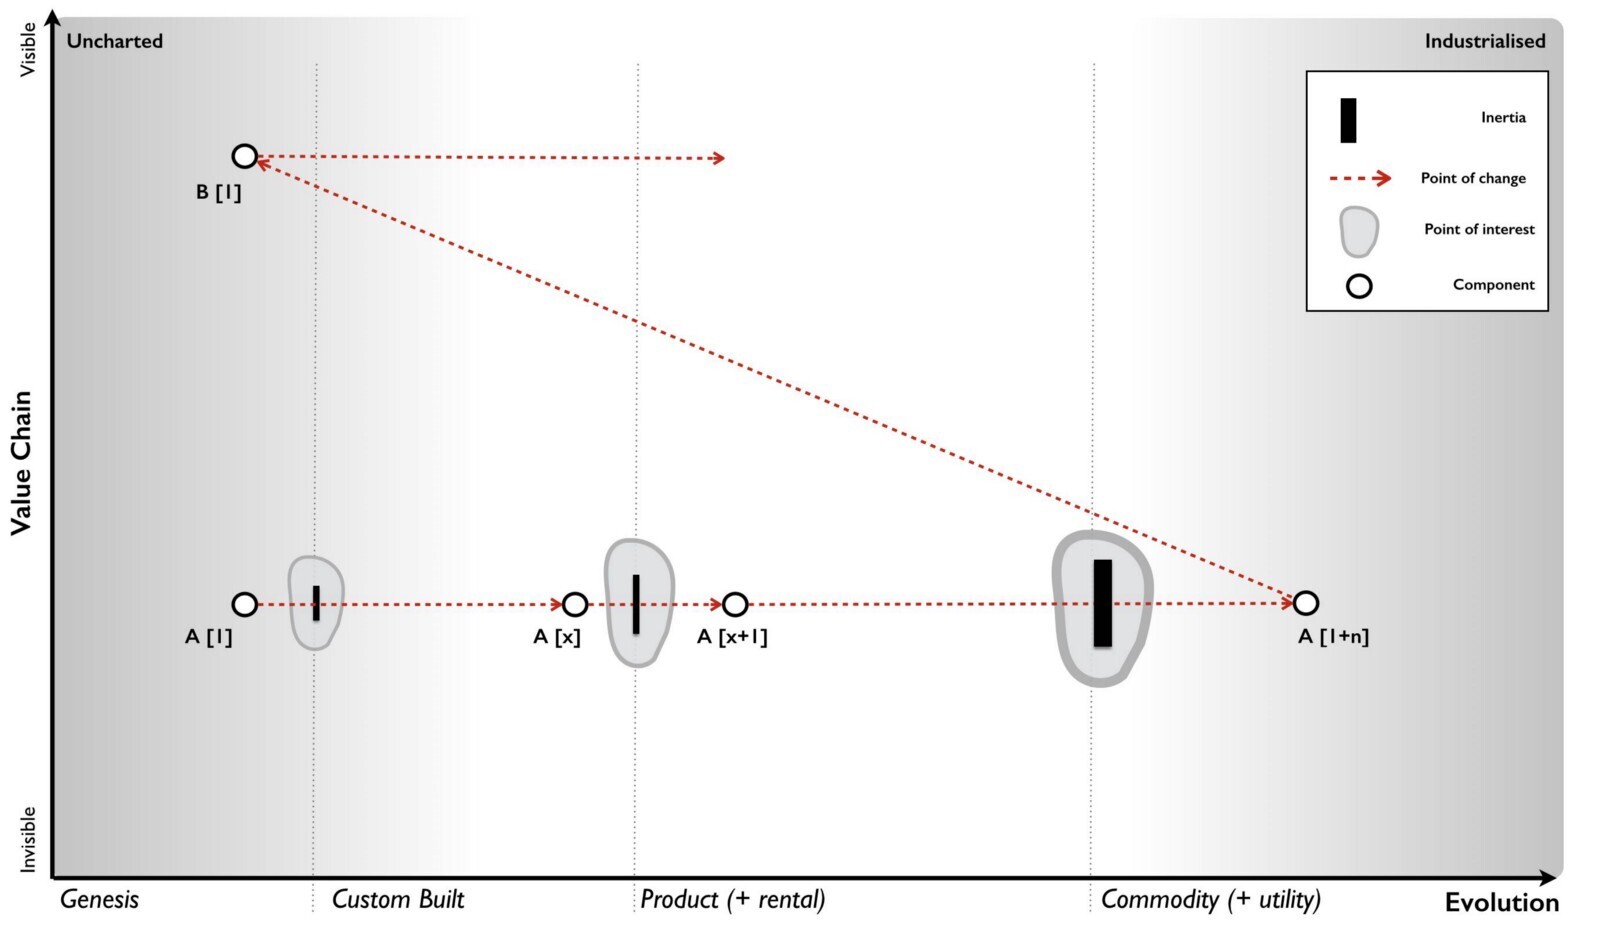 Visible
Uncharted
Industrialised
Inertia
Point of change
Point of interest
Component
B [1]
Value Chain
A [1]
A [x]
A [x+1]
A [1+n]
Invisible
Genesis
Custom Built
Product (+ rental)
Commodity (+ utility)
Evolution